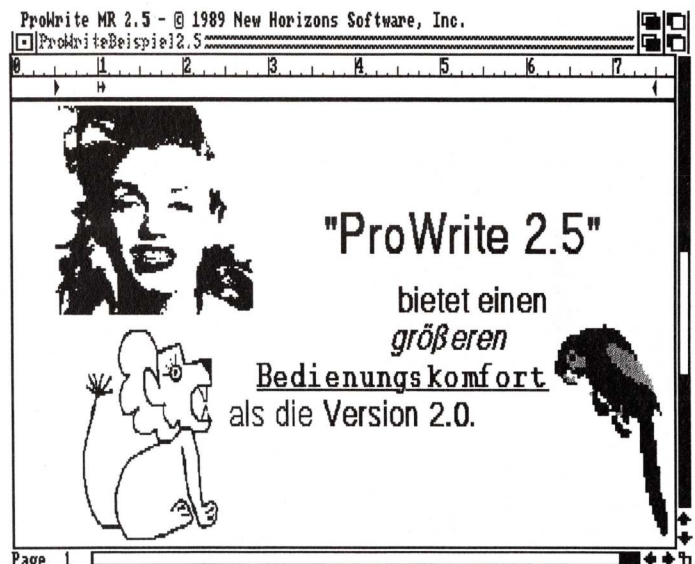 ProWrite MR 2.5 - © 1989 New Horizons Software, Inc.
ProWriteBeispiel2.5
0 1 2 3 4 5 6 7
"ProWrite 2.5"
bietet einen
größeren
Bedienungskomfort
als die Version 2.0.
Page 1